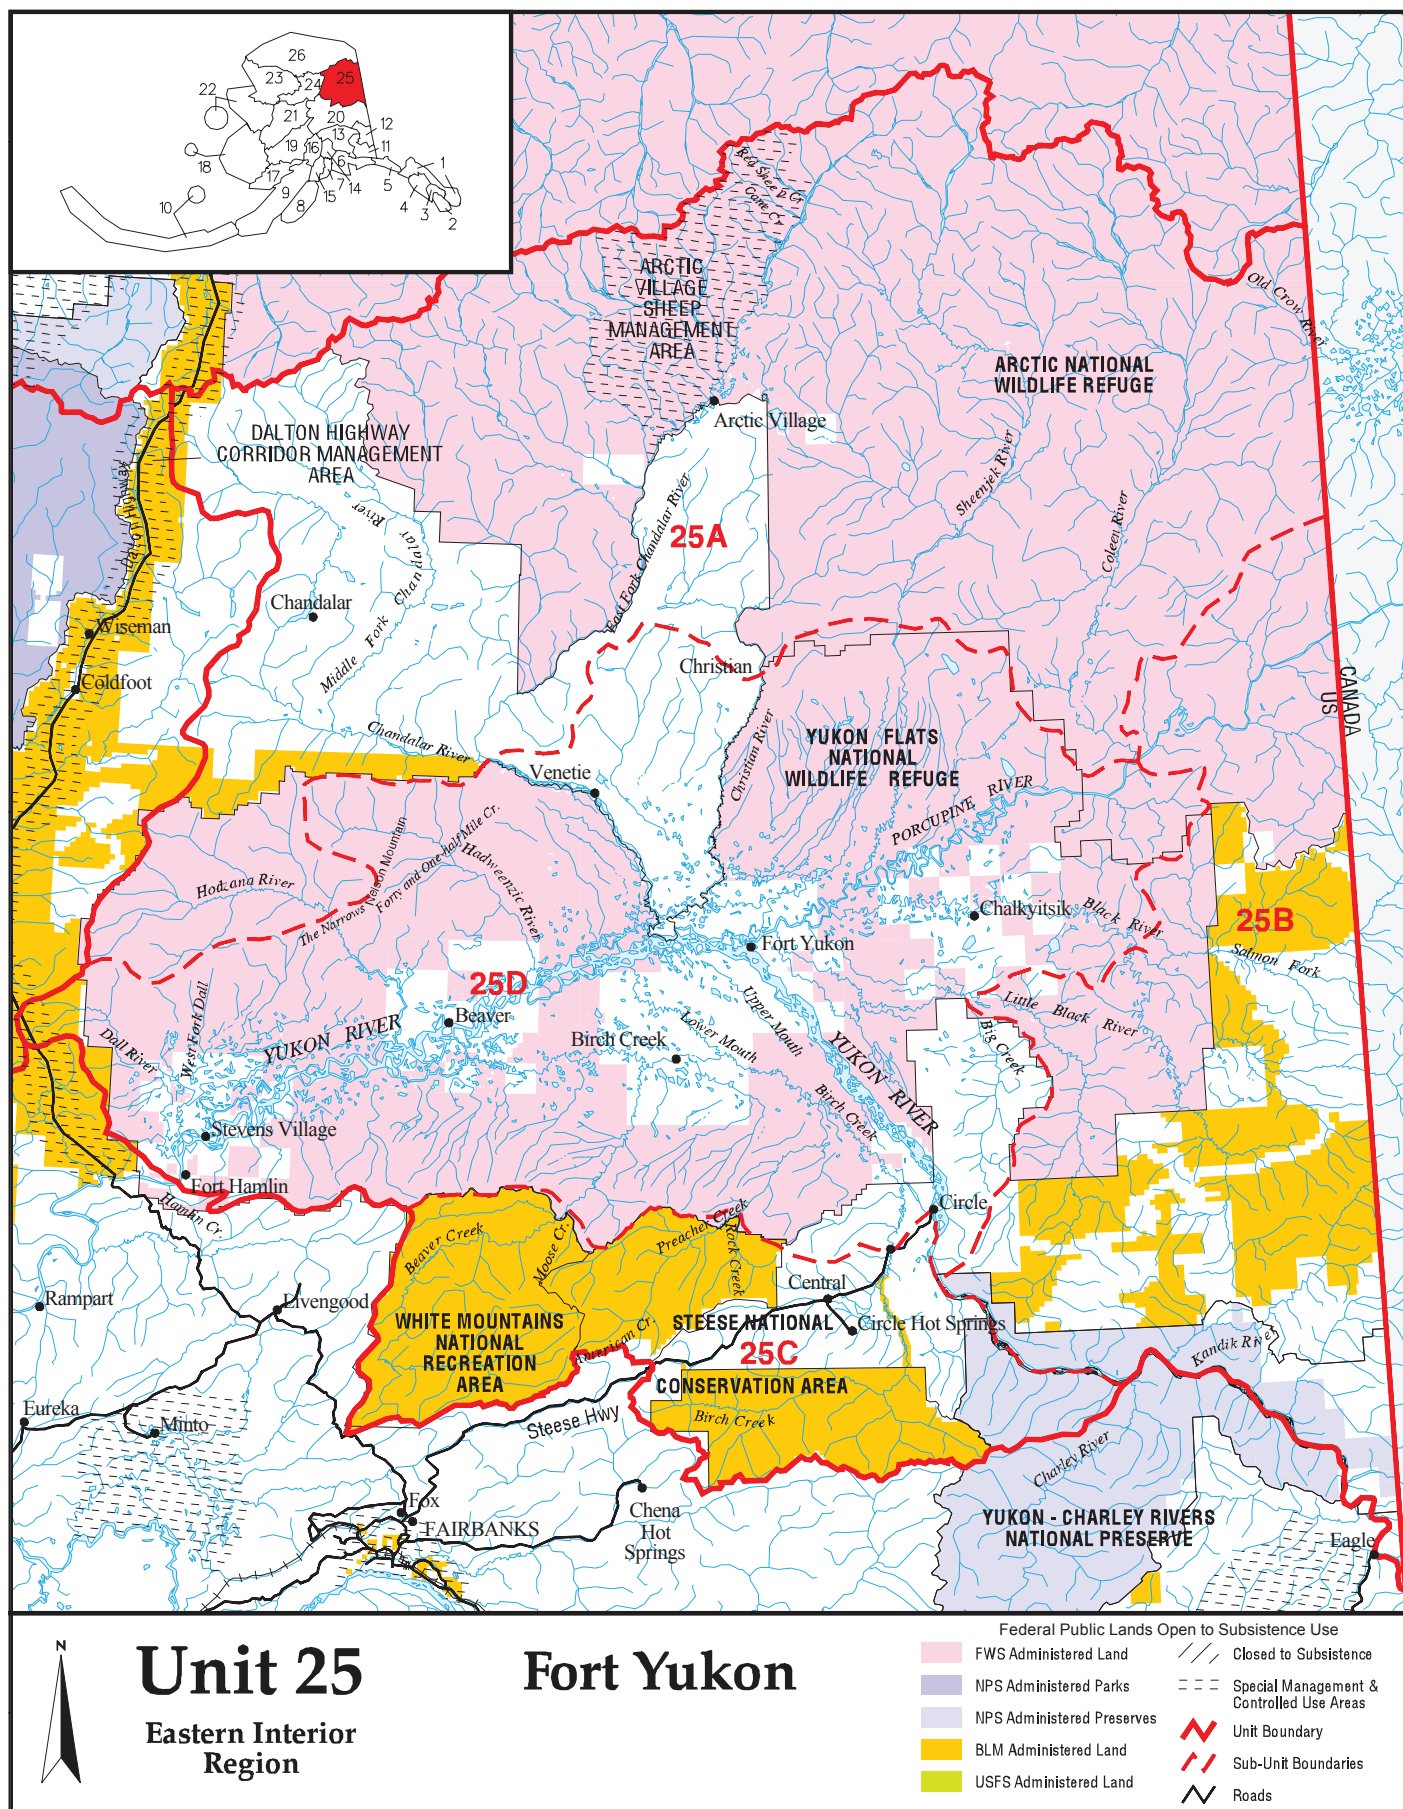 26
23
24
25
22
21
20
12
13
19
16
11
18
17
6
1
9
7
14
5
15
10
8
4
3
2
Red Sheep Cr
Cane Cr
ARCTIC
VILLAGE
SHEEP
MANAGEMENT
AREA
Old Crow River
ARCTIC NATIONAL
WILDLIFE REFUGE
Arctic Village
DALTON HIGHWAY
CORRIDOR MANAGEMENT
AREA
Dalton Highway
Sheenjek River
Coleen River
East Fork Chandalar River
25A
Middle Fork Chandalar River
Chandalar
Wiseman
Coldfoot
Christian
CANADA
US
Chandalar River
Christian River
YUKON FLATS
NATIONAL
WILDLIFE REFUGE
Venetie
PORCUPINE RIVER
Nelson Mountain
Forty and One-half Mile Cr.
Hadweenzic River
Hodzana River
The Narrows
Chalkyitsik
Black River
25B
Salmon Fork
Fort Yukon
25D
West Fork Dall
Dall River
YUKON RIVER
Beaver
Birch Creek
Lower Mouth
Upper Mouth
YUKON RIVER
Birch Creek
Big Creek
Little Black River
Stevens Village
Fort Hamlin
Hamlin Cr.
Circle
Beaver Creek
Moose Cr.
Preacher Creek
Rock Creek
Central
Rampart
Livengood
WHITE MOUNTAINS
NATIONAL
RECREATION
AREA
American Cr.
STEESE NATIONAL
Circle Hot Springs
25C
CONSERVATION AREA
Kandik River
Eureka
Minto
Steese Hwy
Birch Creek
Charley River
Fox
FAIRBANKS
Chena
Hot
Springs
YUKON - CHARLEY RIVERS
NATIONAL PRESERVE
Eagle
N
Unit 25
Eastern Interior
Region
Fort Yukon
Federal Public Lands Open to Subsistence Use
FWS Administered Land
NPS Administered Parks
NPS Administered Preserves
BLM Administered Land
USFS Administered Land
Closed to Subsistence
Special Management &
Controlled Use Areas
Unit Boundary
Sub-Unit Boundaries
Roads